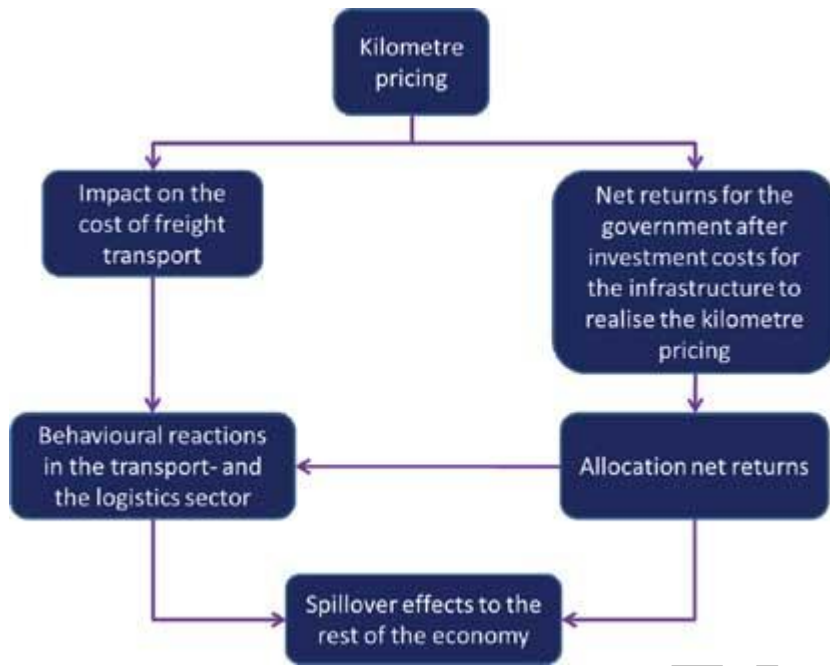 Kilometre
pricing
Impact on the
cost of freight
transport
Net returns for the
government after
investment costs for
the infrastructure to
realise the kilometre
pricing
Behavioural reactions
in the transport- and
the logistics sector
Allocation net returns
Spillover effects to the
rest of the economy